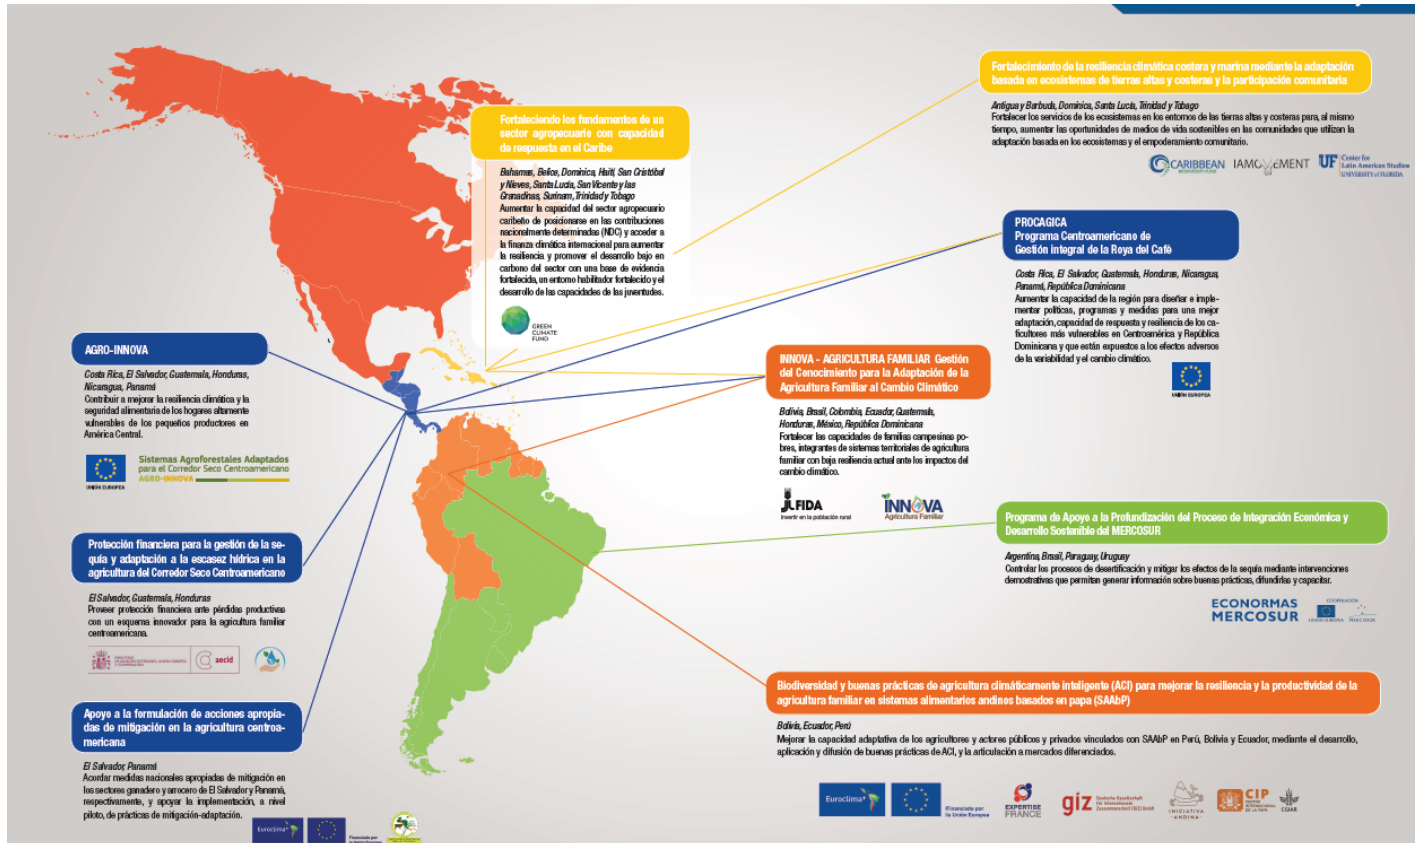 Fortalecimiento de la resiliencia climática costera y marina mediante la adaptación
basada en ecosistemas de tierras altas y costeras y la participación comunitaria
Antigua y Barbuda, Dominica, Santa Lucía, Trinidad y Tobago
Fortalecer los servicios de los ecosistemas en los entornos de las tierras altas y costeras para, al mismo
tiempo, aumentar las oportunidades de medios de vida sostenibles en las comunidades que utilizan la
adaptación basada en los ecosistemas y el empoderamiento comunitario.
CARIBBEAN
BIODIVERSITY FUND
IAMOVEMENT
UF Center for
Latin American Studies
UNIVERSITY of FLORIDA
Fortaleciendo los fundamentos de un
sector agropecuario con capacidad
de respuesta en el Caribe
Bahamas, Belice, Dominica, Haití, San Cristóbal
y Nieves, Santa Lucía, San Vicente y las
Granadinas, Surinam, Trinidad y Tobago
Aumentar la capacidad del sector agropecuario
caribeño de posicionarse en las contribuciones
nacionalmente determinadas (NDC) y acceder a
la finanza climática internacional para aumentar
la resiliencia y promover el desarrollo bajo en
carbono del sector con una base de evidencia
fortalecida, un entorno habilitador fortalecido y el
desarrollo de las capacidades de las juventudes.
GREEN
CLIMATE
FUND
PROCAGICA
Programa Centroamericano de
Gestión integral de la Roya del Cafè
Costa Rica, El Salvador, Guatemala, Honduras, Nicaragua,
Panamá, República Dominicana
Aumentar la capacidad de la región para diseñar e imple-
mentar políticas, programas y medidas para una mejor
adaptación, capacidad de respuesta y resiliencia de los ca-
ficultores más vulnerables en Centroamérica y República
Dominicana y que están expuestos a los efectos adversos
de la variabilidad y el cambio climático.
UNIÓN EUROPEA
AGRO-INNOVA
Costa Rica, El Salvador, Guatemala, Honduras,
Nicaragua, Panamá
Contribuir a mejorar la resiliencia climática y la
seguridad alimentaria de los hogares altamente
vulnerables de los pequeños productores en
América Central.
UNIÓN EUROPEA
Sistemas Agroforestales Adaptados
para el Corredor Seco Centroamericano
AGRO-INNOVA
INNOVA - AGRICULTURA FAMILIAR Gestión
del Conocimiento para la Adaptación de la
Agricultura Familiar al Cambio Climático
Bolivia, Brasil, Colombia, Ecuador, Guatemala,
Honduras, México, República Dominicana
Fortalecer las capacidades de familias campesinas po-
bres, integrantes de sistemas territoriales de agricultura
familiar con baja resiliencia actual ante los impactos del
cambio climático.
FIDA
Invertir en la población rural
INNOVA
Agricultura Familiar
Programa de Apoyo a la Profundización del Proceso de Integración Económica y
Desarrollo Sostenible del MERCOSUR
Argentina, Brasil, Paraguay, Uruguay
Controlar los procesos de desertificación y mitigar los efectos de la sequía mediante intervenciones
demostrativas que permitan generar información sobre buenas prácticas, difundirlas y capacitar.
ECONORMAS
MERCOSUR
COOPERACIÓN
UNIÓN EUROPEA MERCOSUR
Protección financiera para la gestión de la se-
quía y adaptación a la escasez hídrica en la
agricultura del Corredor Seco Centroamericano
El Salvador, Guatemala, Honduras
Proveer protección financiera ante pérdidas productivas
con un esquema innovador para la agricultura familiar
centroamericana.
aecid
Apoyo a la formulación de acciones apropia-
das de mitigación en la agricultura centroa-
mericana
El Salvador, Panamá
Acordar medidas nacionales apropiadas de mitigación en
los sectores ganadero y arrocero de El Salvador y Panamá,
respectivamente, y apoyar la implementación, a nivel
piloto, de prácticas de mitigación-adaptación.
Euroclima+
Financiado por
Biodiversidad y buenas prácticas de agricultura climáticamente inteligente (ACI) para mejorar la resiliencia y la productividad de la
agricultura familiar en sistemas alimentarios andinos basados en papa (SAAbP)
Bolivia, Ecuador, Perú
Mejorar la capacidad adaptativa de los agricultores y actores públicos y privados vinculados con SAAbP en Perú, Bolivia y Ecuador, mediante el desarrollo,
aplicación y difusión de buenas prácticas de ACI, y la articulación a mercados diferenciados.
Euroclima+
Financiado por
la Unión Europea
EXPERTISE
FRANCE
giz Deutsche Gesellschaft
für Internationale
Zusammenarbeit (GIZ) GmbH
INICIATIVA
ANDINA
CIP
CENTRO
INTERNACIONAL
DE LA PAPA
CGIAR